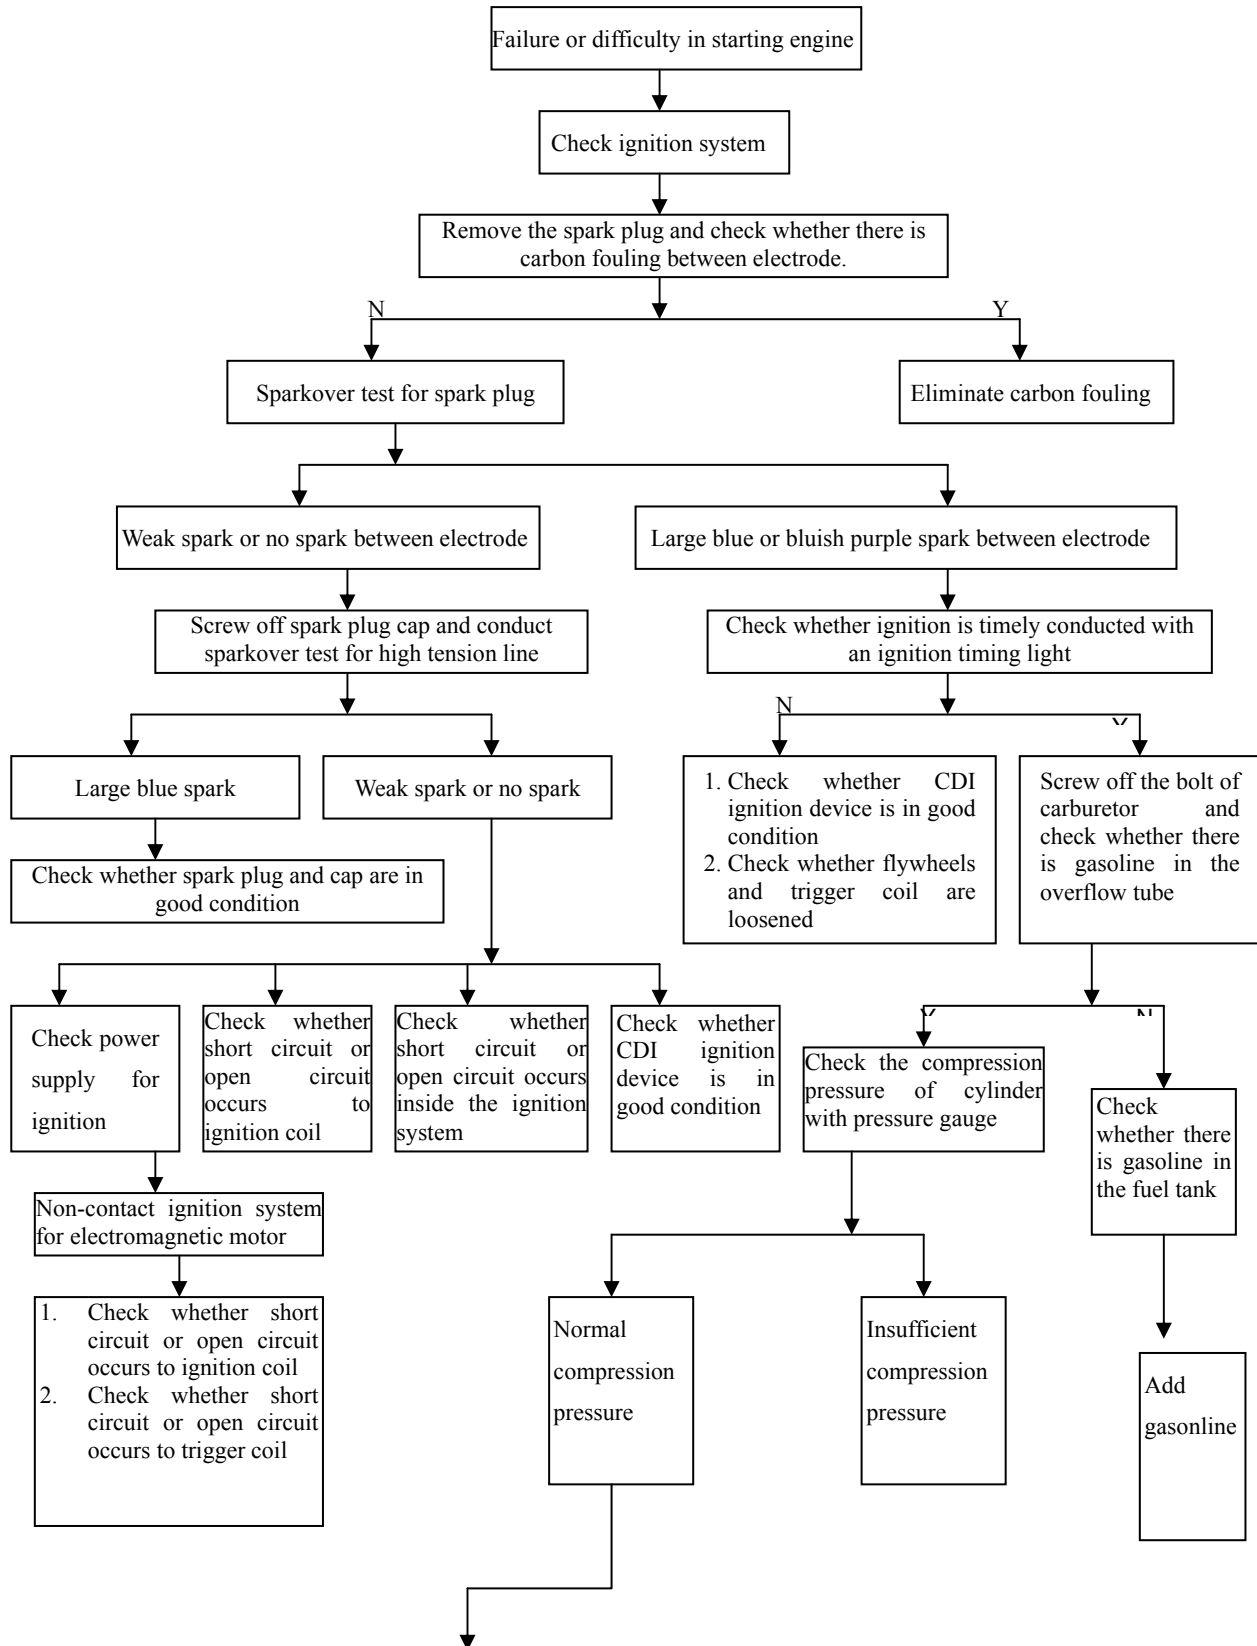 Failure or difficulty in starting engine
Check ignition system
Remove the spark plug and check whether there is
carbon fouling between electrode.
N
Y
Sparkover test for spark plug
Eliminate carbon fouling
Weak spark or no spark between electrode
Large blue or bluish purple spark between electrode
Screw off spark plug cap and conduct
sparkover test for high tension line
Check whether ignition is timely conducted with
an ignition timing light
N
Y
Large blue spark
Weak spark or no spark
1. Check whether CDI
ignition device is in good
condition
2. Check whether flywheels
and trigger coil are
loosened
Screw off the bolt of
carburetor and
check whether there
is gasoline in the
overflow tube
Check whether spark plug and cap are in
good condition
Y
N
Check power
supply for
ignition
Check whether
short circuit or
open circuit
occurs to
ignition coil
Check whether
short circuit or
open circuit occurs
inside the ignition
system
Check whether
CDI ignition
device is in
good condition
Check the compression
pressure of cylinder
with pressure gauge
Check
whether there
is gasoline in
the fuel tank
Non-contact ignition system
for electromagnetic motor
1. Check whether short
circuit or open circuit
occurs to ignition coil
2. Check whether short
circuit or open circuit
occurs to trigger coil
Normal
compression
pressure
Insufficient
compression
pressure
Add
gasonline